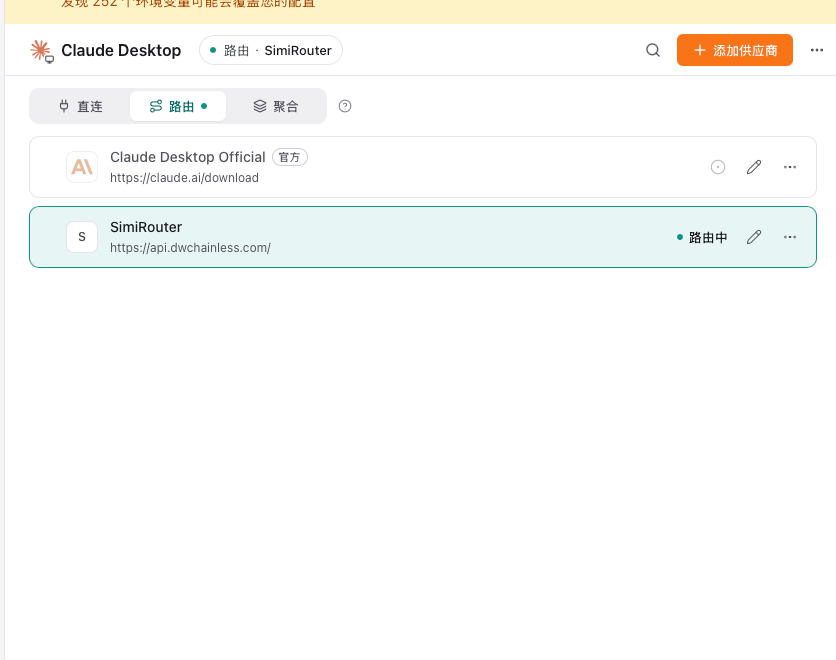 发现 252 个环境变量可能会覆盖您的配置
Claude Desktop
路由 · SimiRouter
添加供应商
直连
路由
聚合
Claude Desktop Official 官方
https://claude.ai/download
S
SimiRouter
https://api.dwchainless.com/
路由中